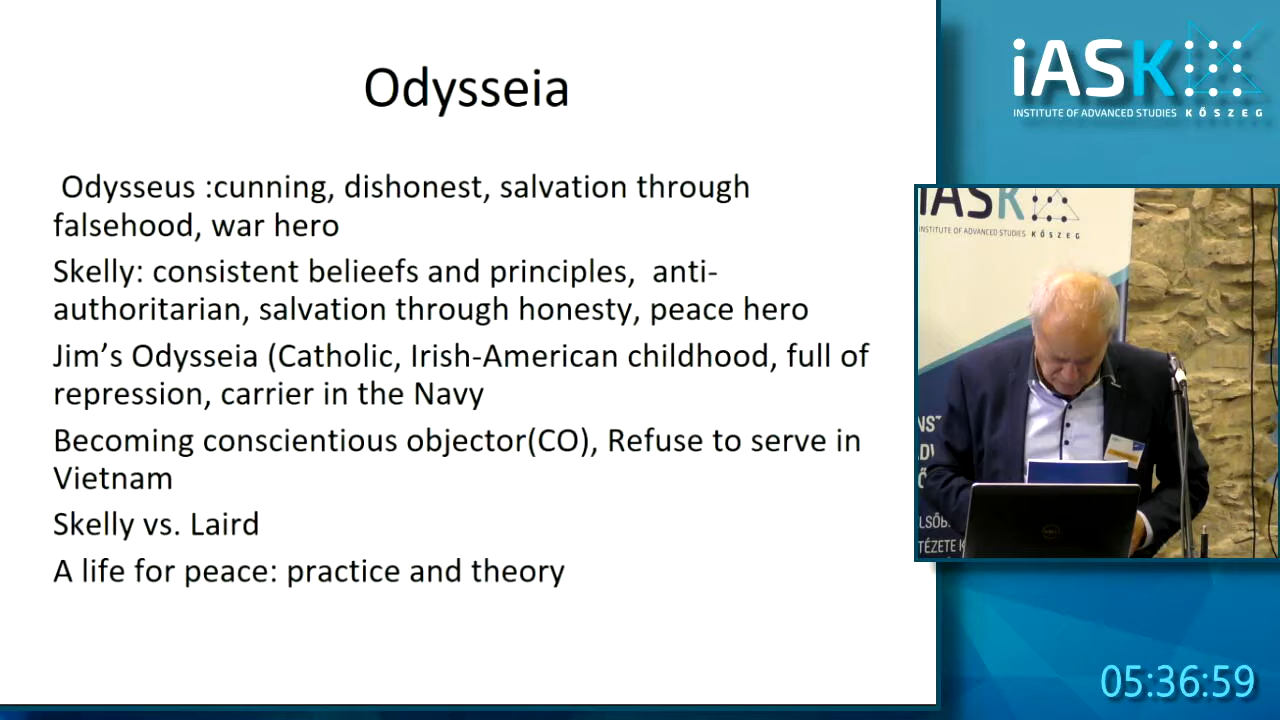 Odysseia
Odysseus :cunning, dishonest, salvation through
falsehood, war hero
Skelly: consistent belieefs and principles, anti-
authoritarian, salvation through honesty, peace hero
Jim’s Odysseia (Catholic, Irish-American childhood, full of
repression, carrier in the Navy
Becoming conscientious objector(CO), Refuse to serve in
Vietnam
Skelly vs. Laird
A life for peace: practice and theory
iASK
INSTITUTE OF ADVANCED STUDIES KŐSZEG
iASK
INSTITUTE OF ADVANCED STUDIES KŐSZEG
05:36:59